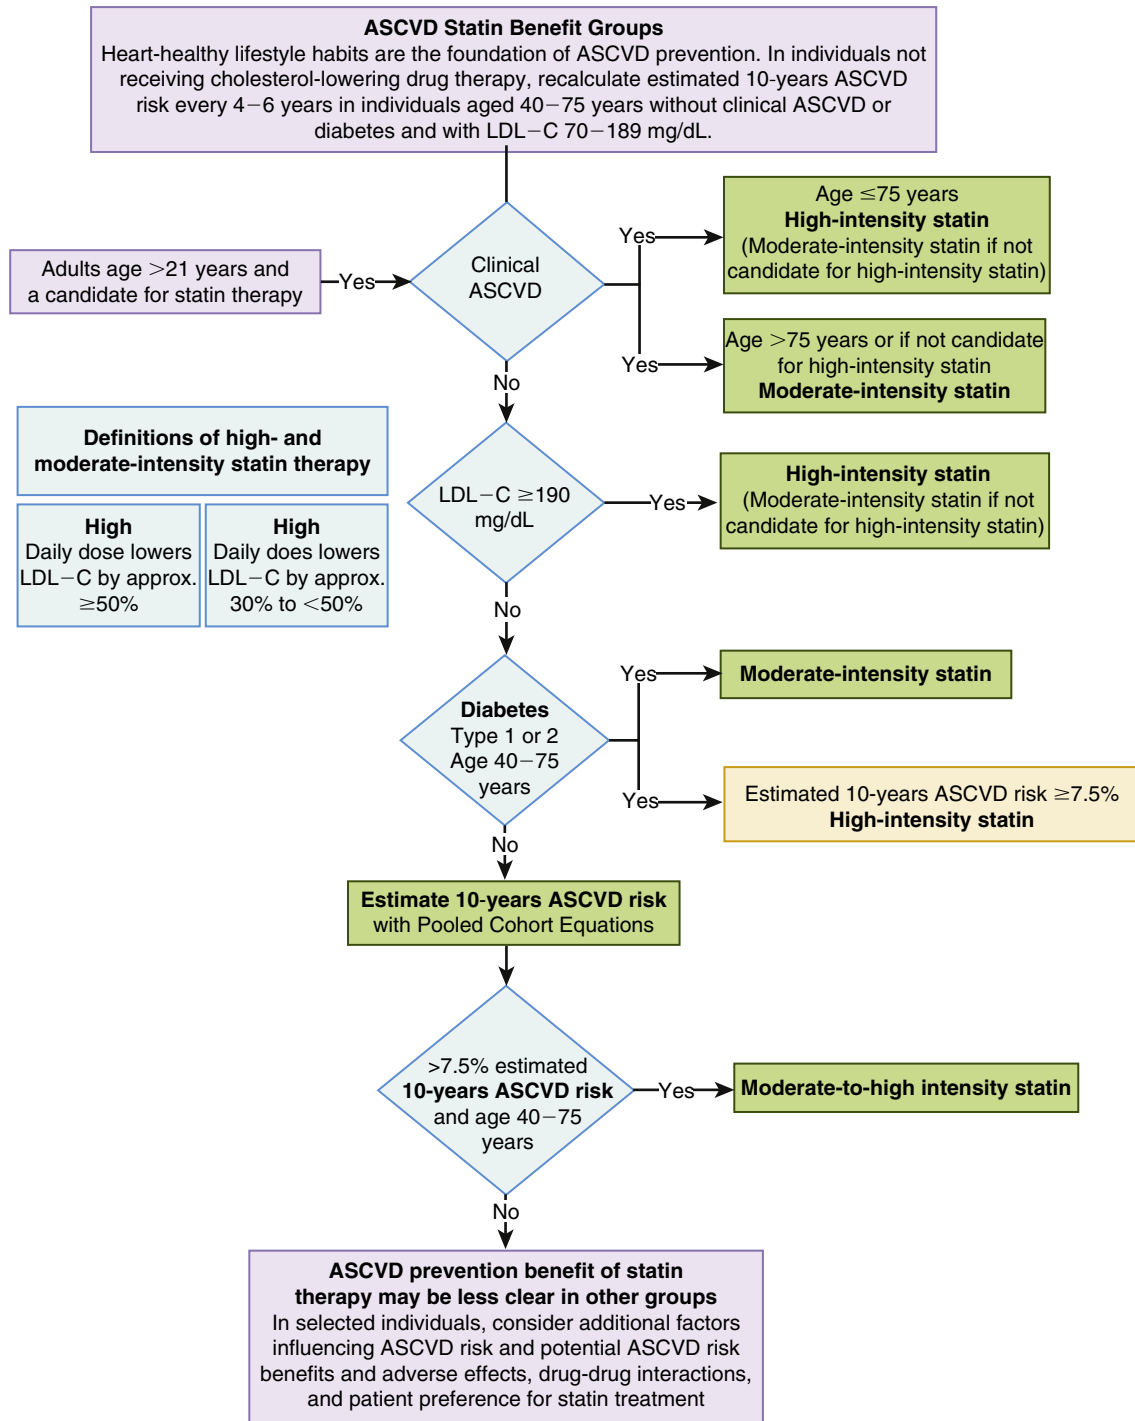 ASCVD Statin Benefit Groups
Heart-healthy lifestyle habits are the foundation of ASCVD prevention. In individuals not
receiving cholesterol-lowering drug therapy, recalculate estimated 10-years ASCVD
risk every 4–6 years in individuals aged 40–75 years without clinical ASCVD or
diabetes and with LDL–C 70–189 mg/dL.
Adults age >21 years and
a candidate for statin therapy
Yes
Clinical
ASCVD
Yes
Age ≤75 years
High-intensity statin
(Moderate-intensity statin if not
candidate for high-intensity statin)
Yes
Age >75 years or if not candidate
for high-intensity statin
Moderate-intensity statin
No
Definitions of high- and
moderate-intensity statin therapy
High
Daily dose lowers
LDL–C by approx.
≥50%
High
Daily does lowers
LDL–C by approx.
30% to <50%
LDL–C ≥190
mg/dL
Yes
High-intensity statin
(Moderate-intensity statin if not
candidate for high-intensity statin)
No
Diabetes
Type 1 or 2
Age 40–75
years
Yes
Moderate-intensity statin
Yes
Estimated 10-years ASCVD risk ≥7.5%
High-intensity statin
No
Estimate 10-years ASCVD risk
with Pooled Cohort Equations
>7.5% estimated
10-years ASCVD risk
and age 40–75
years
Yes
Moderate-to-high intensity statin
No
ASCVD prevention benefit of statin
therapy may be less clear in other groups
In selected individuals, consider additional factors
influencing ASCVD risk and potential ASCVD risk
benefits and adverse effects, drug-drug interactions,
and patient preference for statin treatment